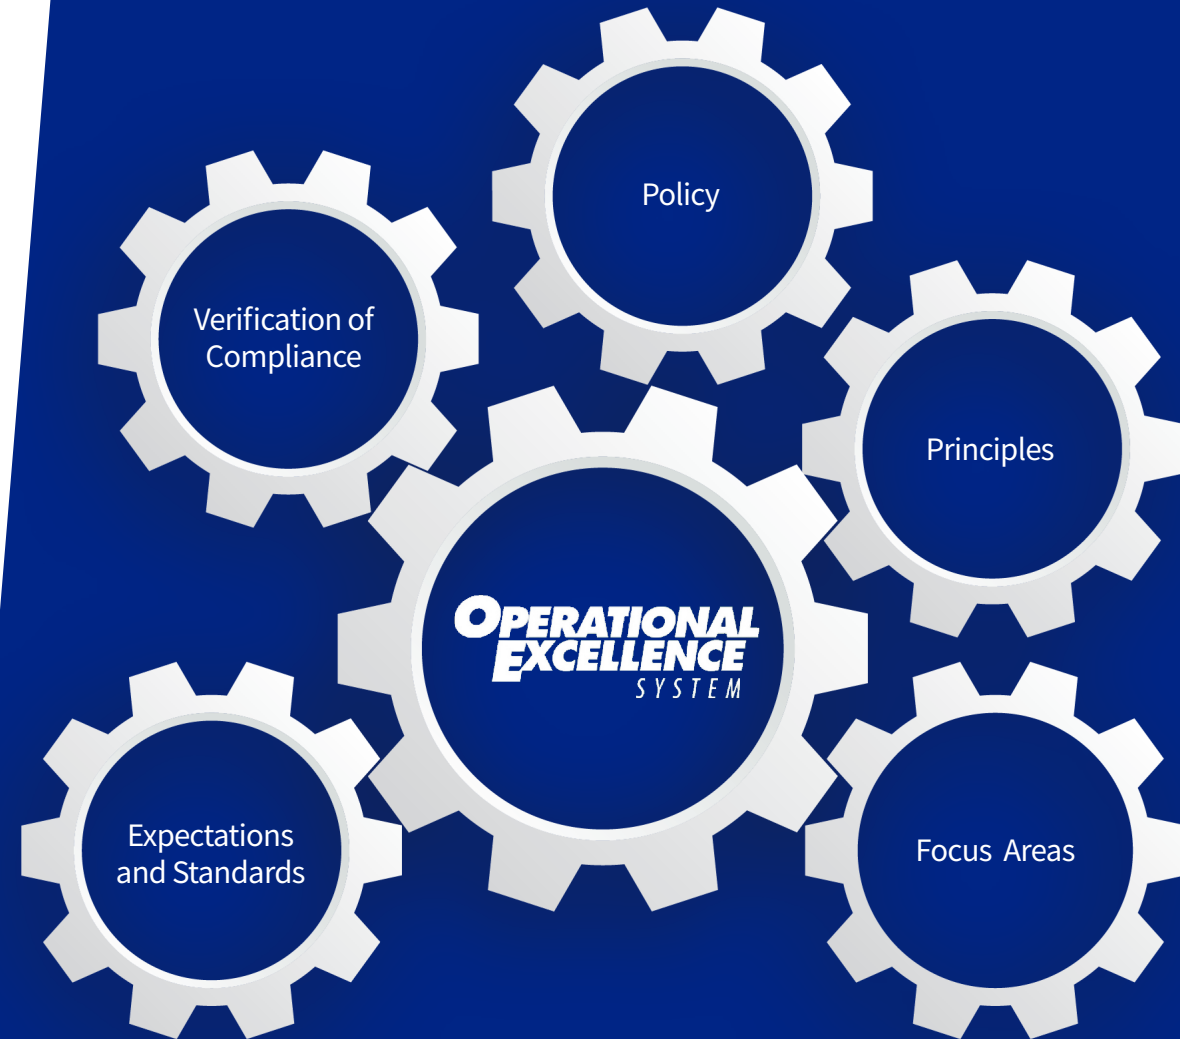 Policy
Verification of
Compliance
Principles
OPERATIONAL
EXCELLENCE
SYSTEM
Expectations
and Standards
Focus Areas